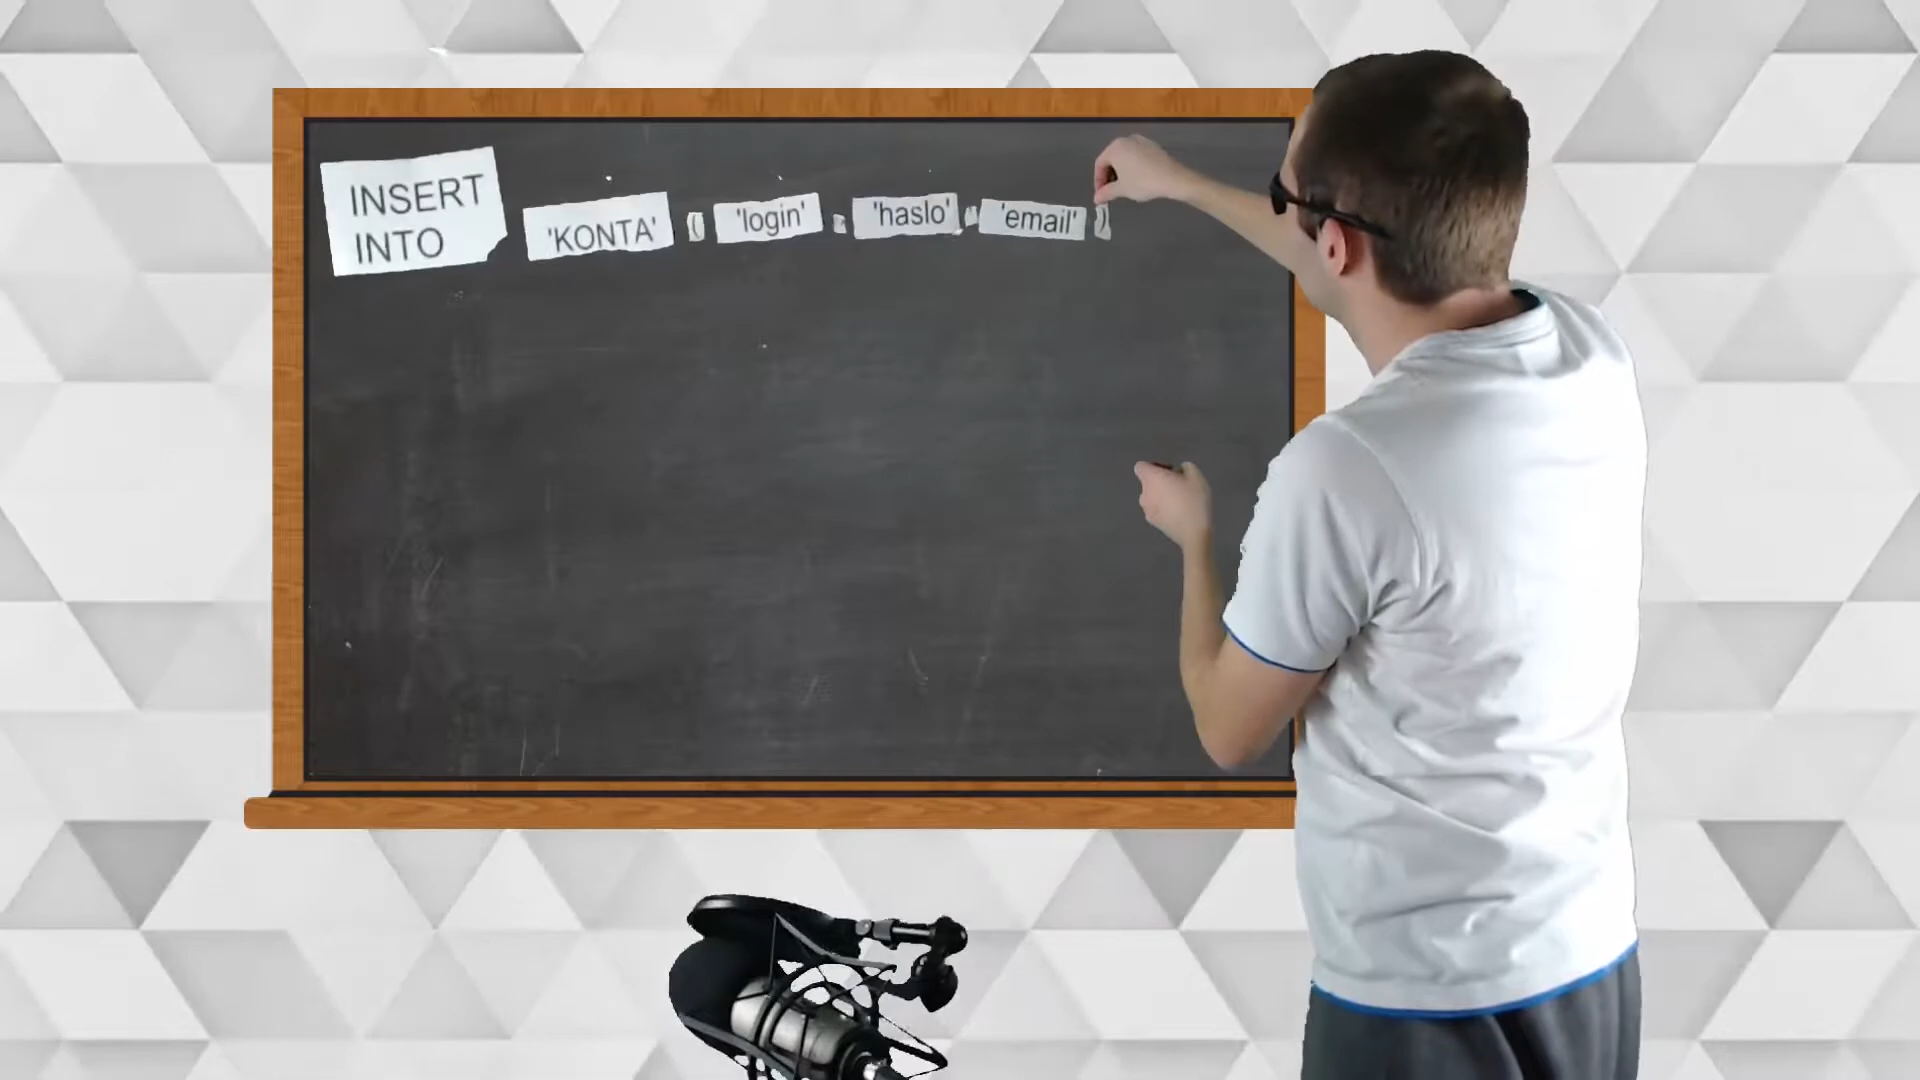 INSERT
INTO
'KONTA' ( 'login' , 'haslo' , 'email' )